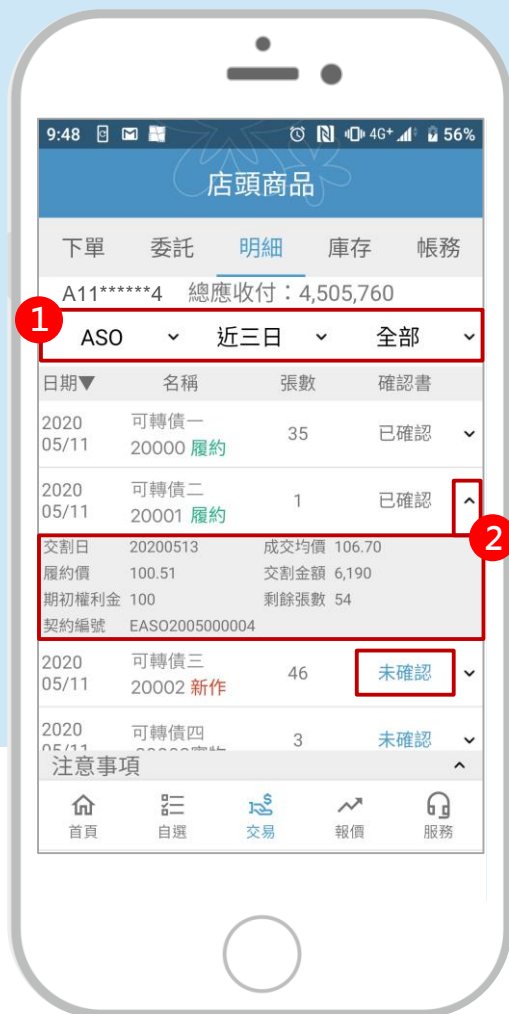 9:48 4G+ 56%
店頭商品
下單 委託 明細 庫存 帳務
A11******4 總應收付：4,505,760
1
ASO 近三日 全部
日期▼ 名稱 張數 確認書
2020 可轉債一
05/11 20000 履約 35 已確認
2020 可轉債二
05/11 20001 履約 1 已確認
2
交割日 20200513 成交均價 106.70
履約價 100.51 交割金額 6,190
期初權利金 100 剩餘張數 54
契約編號 EASO2005000004
2020 可轉債三
05/11 20002 新作 46 未確認
2020 可轉債四
05/11 3 未確認
注意事項
首頁 自選 交易 報價 服務